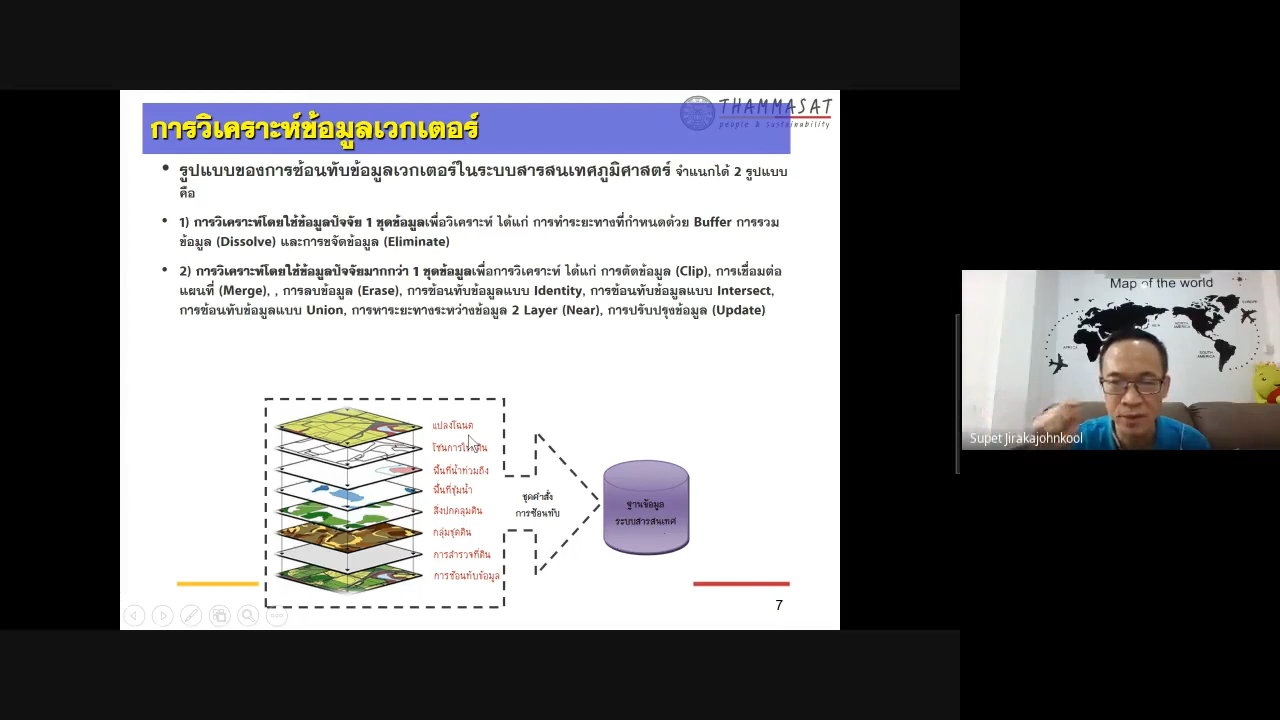 THAMMASAT
people & sustainability
การวิเคราะห์ข้อมูลเวกเตอร์
• รูปแบบของการซ้อนทับข้อมูลเวกเตอร์ในระบบสารสนเทศภูมิศาสตร์ จำแนกได้ 2 รูปแบบ
คือ
• 1) การวิเคราะห์โดยใช้ข้อมูลปัจจัย 1 ชุดข้อมูลเพื่อวิเคราะห์ ได้แก่ การทำระยะทางที่กำหนดด้วย Buffer การรวม
ข้อมูล (Dissolve) และการขจัดข้อมูล (Eliminate)
• 2) การวิเคราะห์โดยใช้ข้อมูลปัจจัยมากกว่า 1 ชุดข้อมูลเพื่อการวิเคราะห์ ได้แก่ การตัดข้อมูล (Clip), การเชื่อมต่อ
แผนที่ (Merge), , การลบข้อมูล (Erase), การซ้อนทับข้อมูลแบบ Identity, การซ้อนทับข้อมูลแบบ Intersect,
การซ้อนทับข้อมูลแบบ Union, การหาระยะทางระหว่างข้อมูล 2 Layer (Near), การปรับปรุงข้อมูล (Update)
แปลงโฉนด
พื้นที่น้ำท่วมถึง
พื้นที่ชุ่มน้ำ
สิ่งปกคลุมดิน
กลุ่มชุดดิน
การสำรวจที่ดิน
การซ้อนทับข้อมูล
ชุดคำสั่ง
การซ้อนทับ
ฐานข้อมูล
ระบบสารสนเทศ
7
Map of the world
EUROPE
ASIA
NORTH
AMERICA
AFRICA
SOUTH
AMERICA
Supet Jirakajohnkool